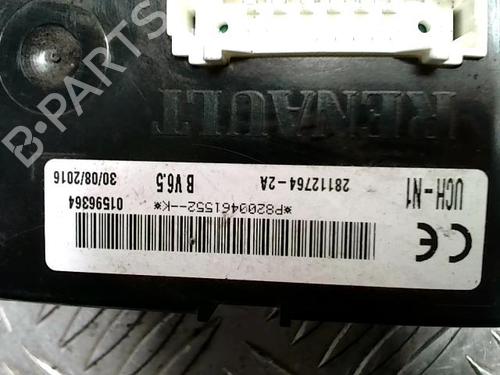 B·PARTS
RENAULT
UCH-N1
28112764-2A
B V6.5
30/08/2016
*P8200461552--K*
01596364
CE